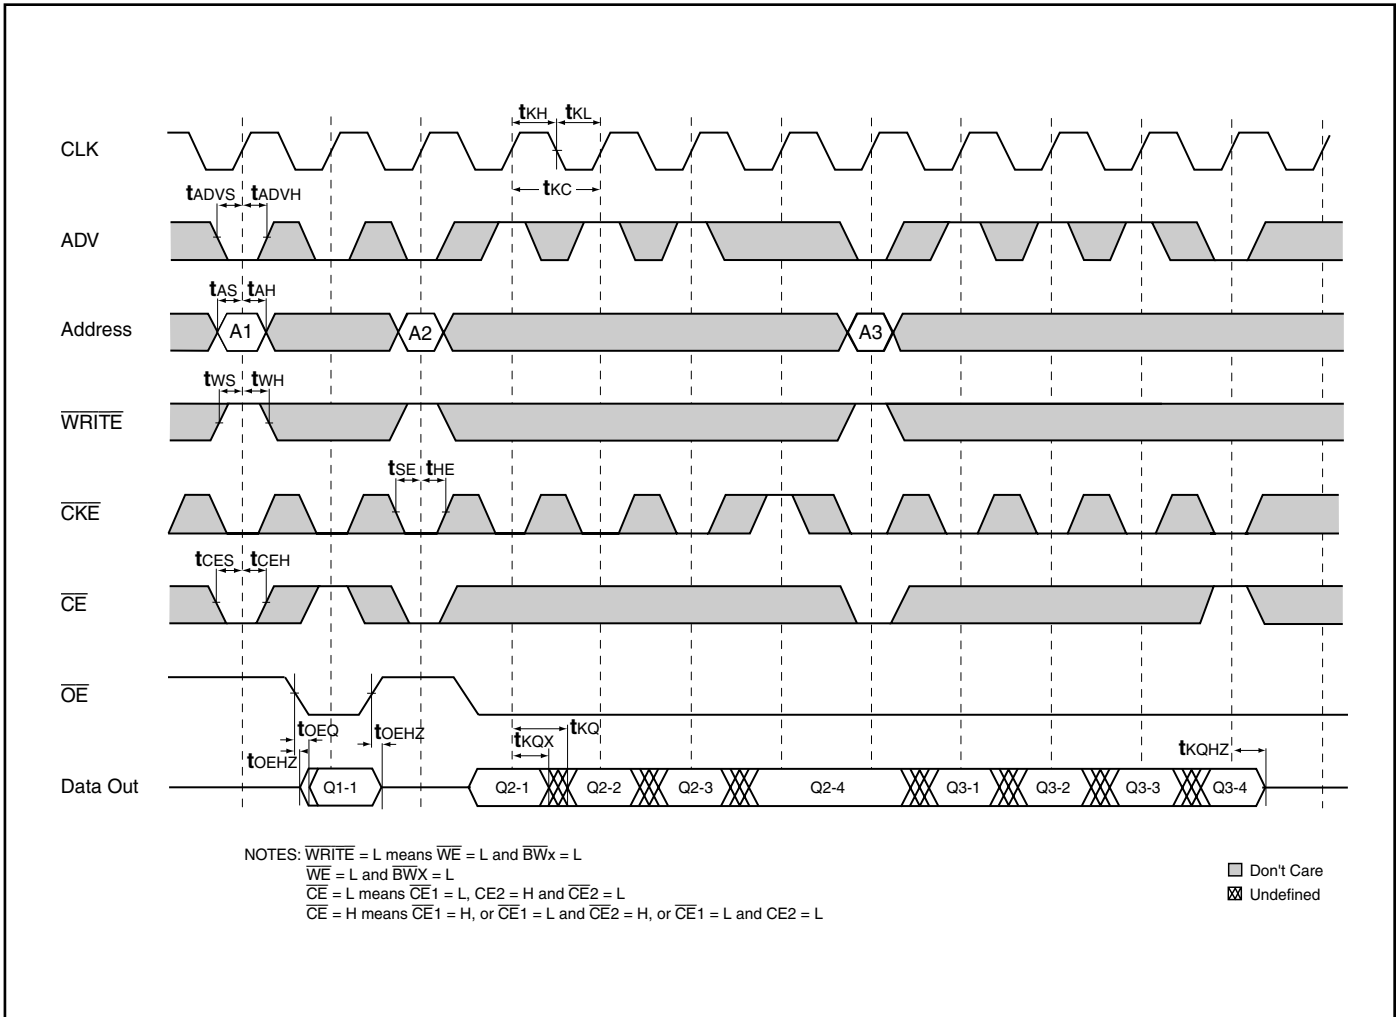 tKH tKL
CLK
tKC
tADVS tADVH
ADV
tAS tAH
Address A1 A2 A3
tWS tWH
WRITE
tSE tHE
CKE
tCES tCEH
CE
OE
tOEQ tOEHZ tKQX tKQ tKQHZ
tOEHZ
Data Out Q1-1 Q2-1 Q2-2 Q2-3 Q2-4 Q3-1 Q3-2 Q3-3 Q3-4
NOTES: WRITE = L means WE = L and BWx = L
WE = L and BWX = L
CE = L means CE1 = L, CE2 = H and CE2 = L
CE = H means CE1 = H, or CE1 = L and CE2 = H, or CE1 = L and CE2 = L
Don't Care
Undefined